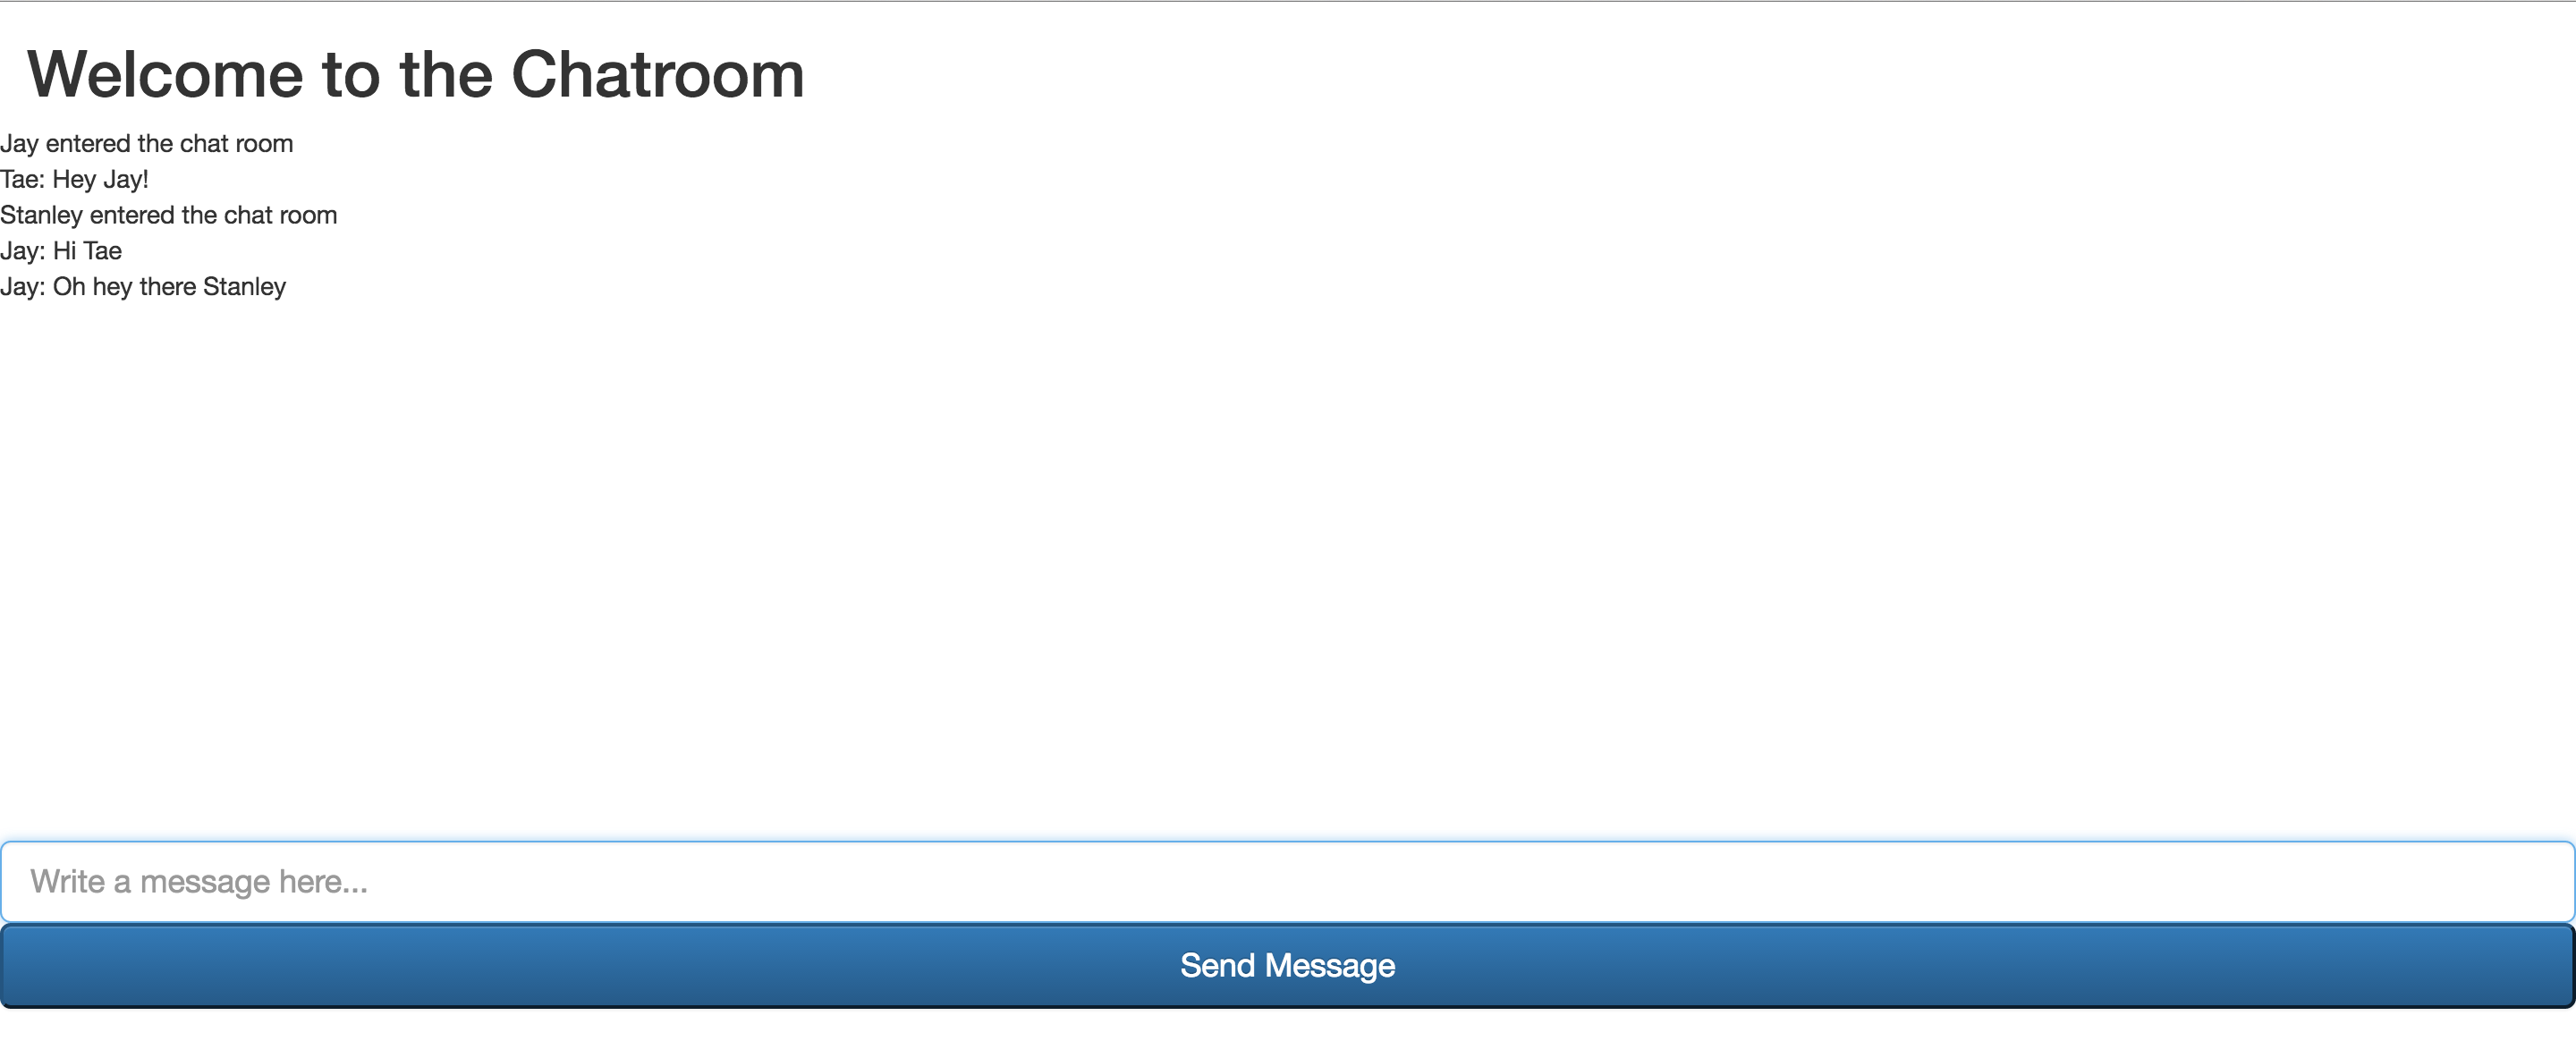 Welcome to the Chatroom
Jay entered the chat room
Tae: Hey Jay!
Stanley entered the chat room
Jay: Hi Tae
Jay: Oh hey there Stanley
Write a message here...
Send Message